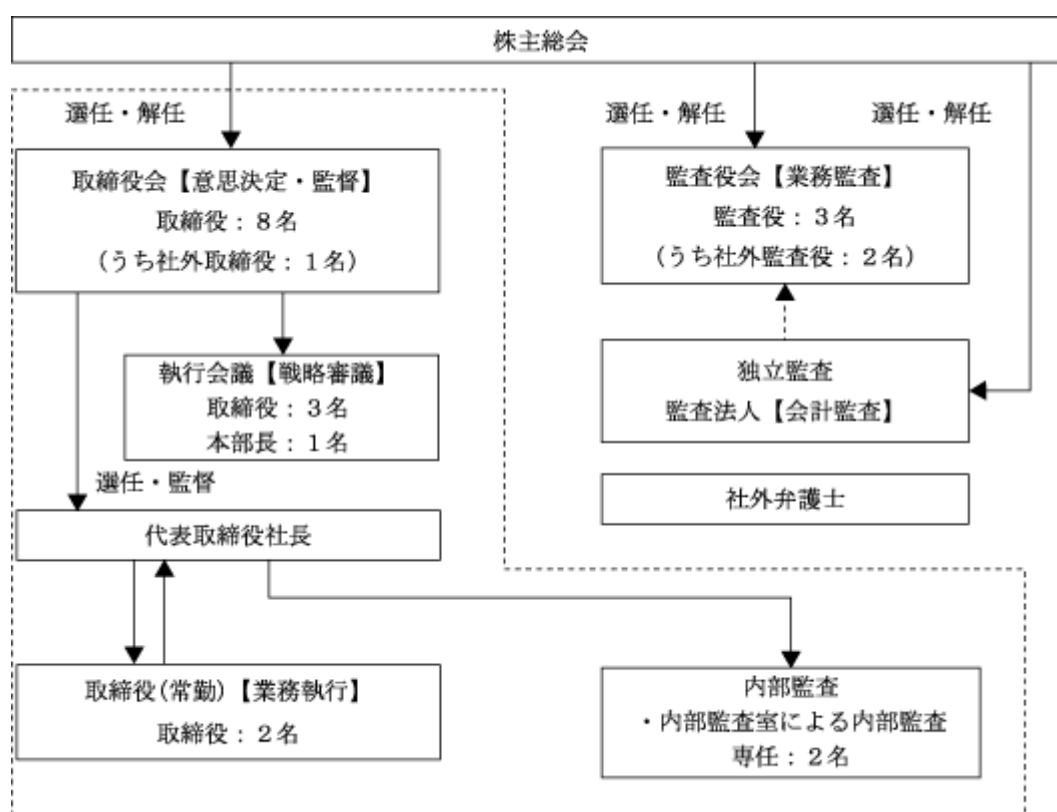 株主総会
選任・解任
選任・解任
選任・解任
取締役会【意思決定・監督】
取締役：８名
(うち社外取締役：１名)
監査役会【業務監査】
監査役：３名
(うち社外監査役：２名)
執行会議【戦略審議】
取締役：３名
本部長：１名
独立監査
監査法人【会計監査】
選任・監督
社外弁護士
代表取締役社長
取締役(常勤)【業務執行】
取締役：２名
内部監査
・内部監査室による内部監査
専任：２名